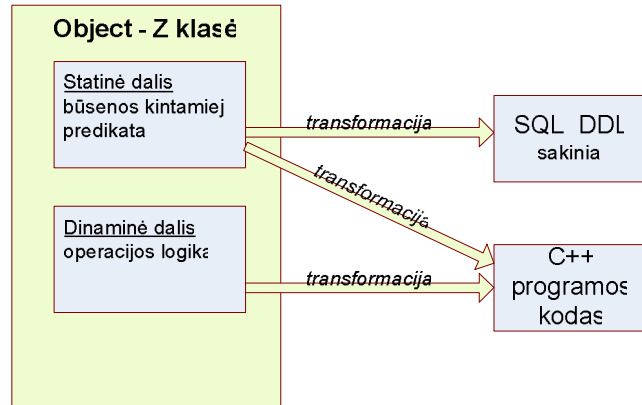 Object - Z klasė
Statinė dalis
būsenos kintamiej
predikata
transformacija
SQL DDL
sakinia
transformacija
Dinaminė dalis
operacijos logika
transformacija
C++
programos
kodas